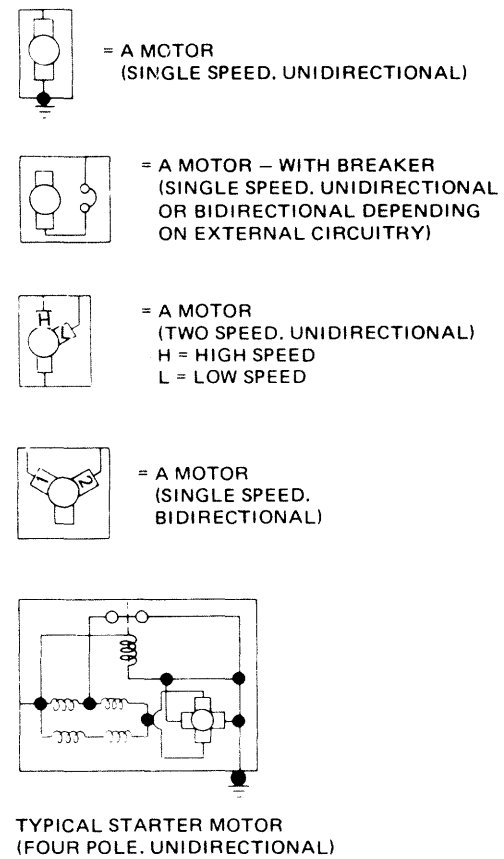 = A MOTOR
(SINGLE SPEED. UNIDIRECTIONAL)
= A MOTOR – WITH BREAKER
(SINGLE SPEED. UNIDIRECTIONAL
OR BIDIRECTIONAL DEPENDING
ON EXTERNAL CIRCUITRY)
H
L
= A MOTOR
(TWO SPEED. UNIDIRECTIONAL)
H = HIGH SPEED
L = LOW SPEED
1 2
= A MOTOR
(SINGLE SPEED.
BIDIRECTIONAL)
TYPICAL STARTER MOTOR
(FOUR POLE. UNIDIRECTIONAL)